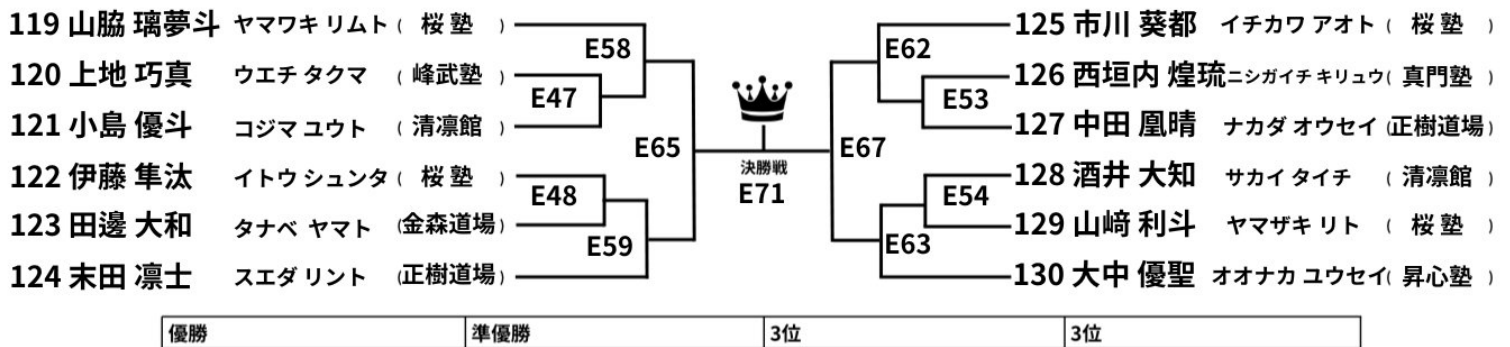 119 山脇 璃夢斗 ヤマワキ リムト ( 桜 塾 )
120 上地 巧真 ウエチ タクマ ( 峰武塾 )
121 小島 優斗 コジマ ユウト ( 清凛館 )
122 伊藤 隼汰 イトウ シュンタ ( 桜 塾 )
123 田邊 大和 タナベ ヤマト (金森道場)
124 末田 凛士 スエダ リント (正樹道場)
E58
E47
E65
E48
E59
決勝戦
E71
E62
E53
E67
E54
E63
125 市川 葵都 イチカワ アオト ( 桜 塾 )
126 西垣内 煌琉 ニシガイチ キリュウ ( 真門塾 )
127 中田 凰晴 ナカダ オウセイ (正樹道場)
128 酒井 大知 サカイ タイチ ( 清凛館 )
129 山﨑 利斗 ヤマザキ リト ( 桜 塾 )
130 大中 優聖 オオナカ ユウセイ ( 昇心塾 )
優勝 準優勝 3位 3位